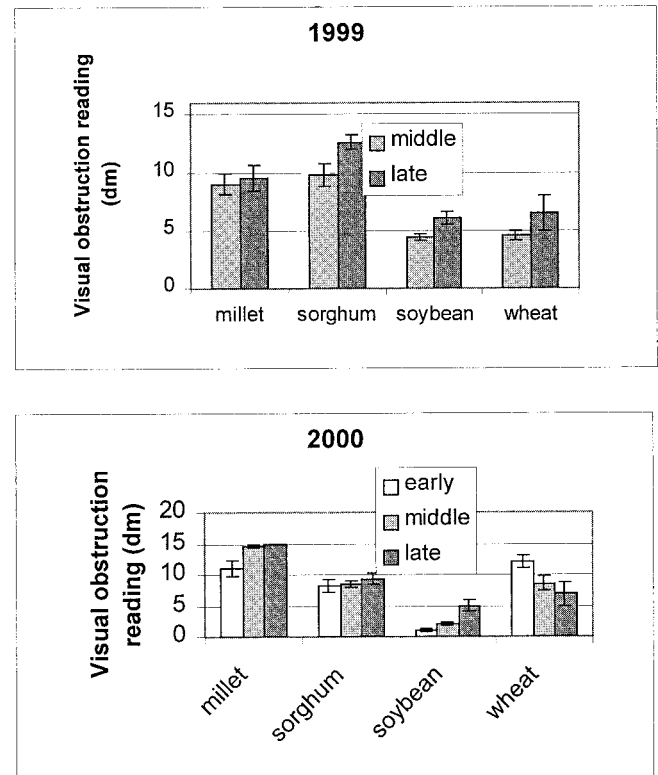 1999
Visual obstruction reading
(dm)
15
10
5
0
middle
late
millet sorghum soybean wheat
2000
Visual obstruction
reading (dm)
20
15
10
5
0
early
middle
late
millet sorghum soybean wheat